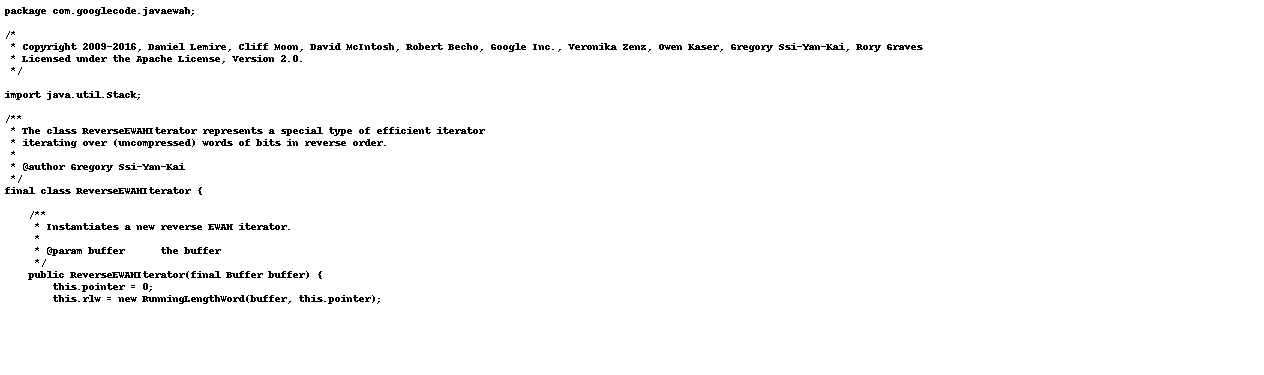 package com.googlecode.javaewah;

/*
 * Copyright 2009-2016, Daniel Lemire, Cliff Moon, David McIntosh, Robert Becho, Google Inc., Veronika Zenz, Owen Kaser, Gregory Ssi-Yan-Kai, Rory Graves
 * Licensed under the Apache License, Version 2.0.
 */

import java.util.Stack;

/**
 * The class ReverseEWAHIterator represents a special type of efficient iterator
 * iterating over (uncompressed) words of bits in reverse order.
 *
 * @author Gregory Ssi-Yan-Kai
 */
final class ReverseEWAHIterator {

    /**
     * Instantiates a new reverse EWAH iterator.
     *
     * @param buffer      the buffer
     */
    public ReverseEWAHIterator(final Buffer buffer) {
        this.pointer = 0;
        this.rlw = new RunningLengthWord(buffer, this.pointer);